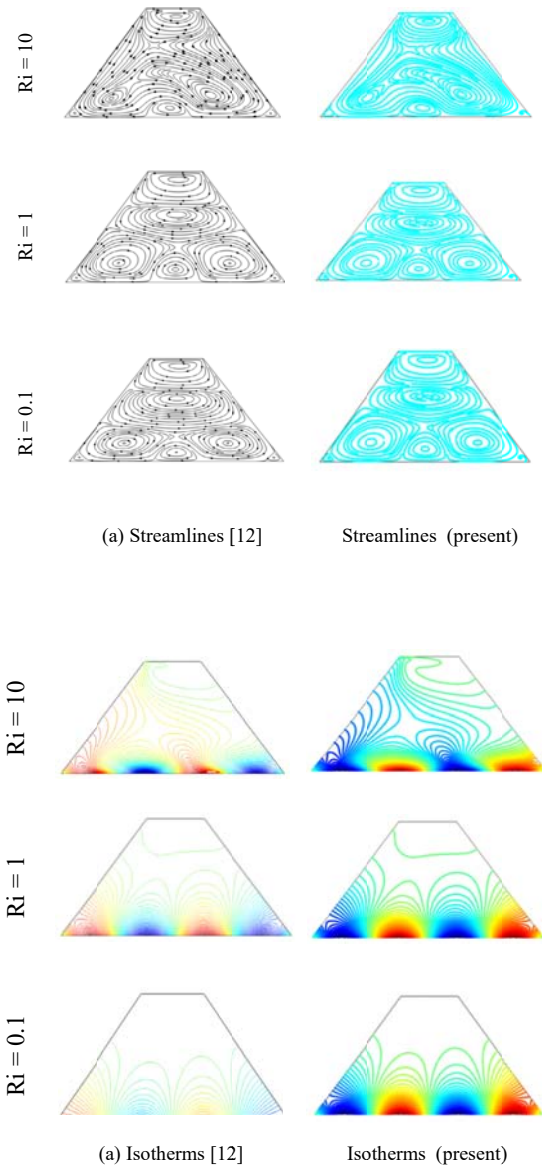 Ri = 10
Ri = 1
Ri = 0.1
(a) Streamlines [12] Streamlines (present)
Ri = 10
Ri = 1
Ri = 0.1
(a) Isotherms [12] Isotherms (present)